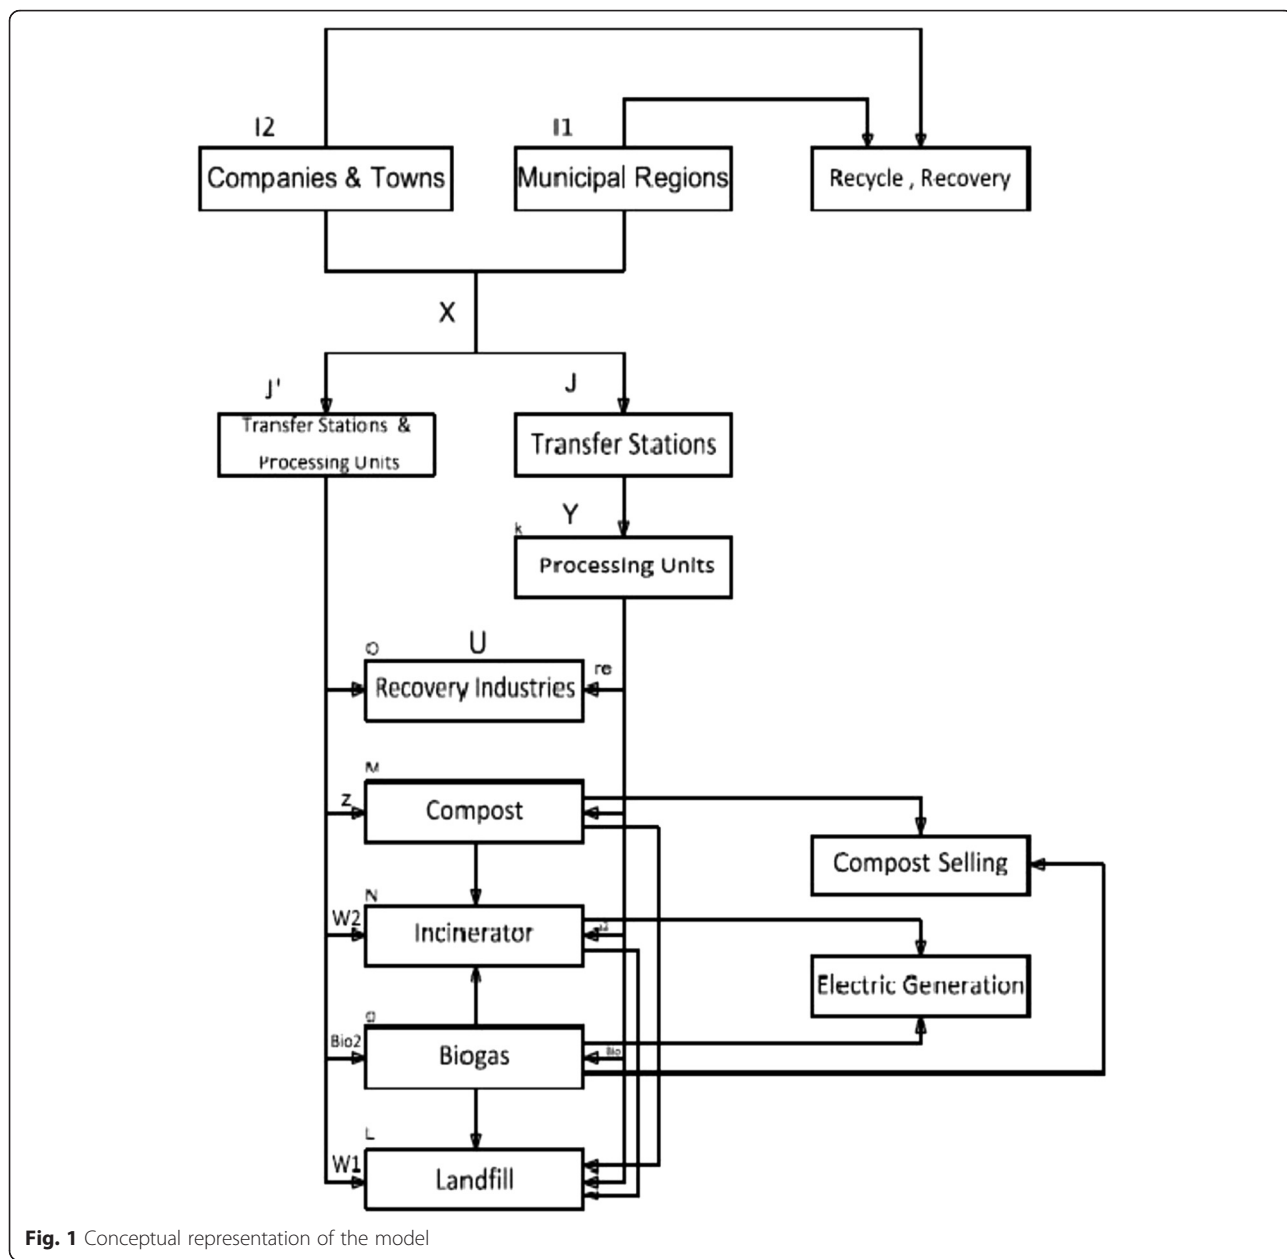 I2
I1
Companies & Towns
Municipal Regions
Recycle , Recovery
X
J'
J
Transfer Stations &
Processing Units
Transfer Stations
Y
k
Processing Units
U
O
re
Recovery Industries
M
Z
Compost
Compost Selling
N
W2
Incinerator
Electric Generation
Bio2
Bio
Biogas
L
W1
Landfill
Fig. 1 Conceptual representation of the model